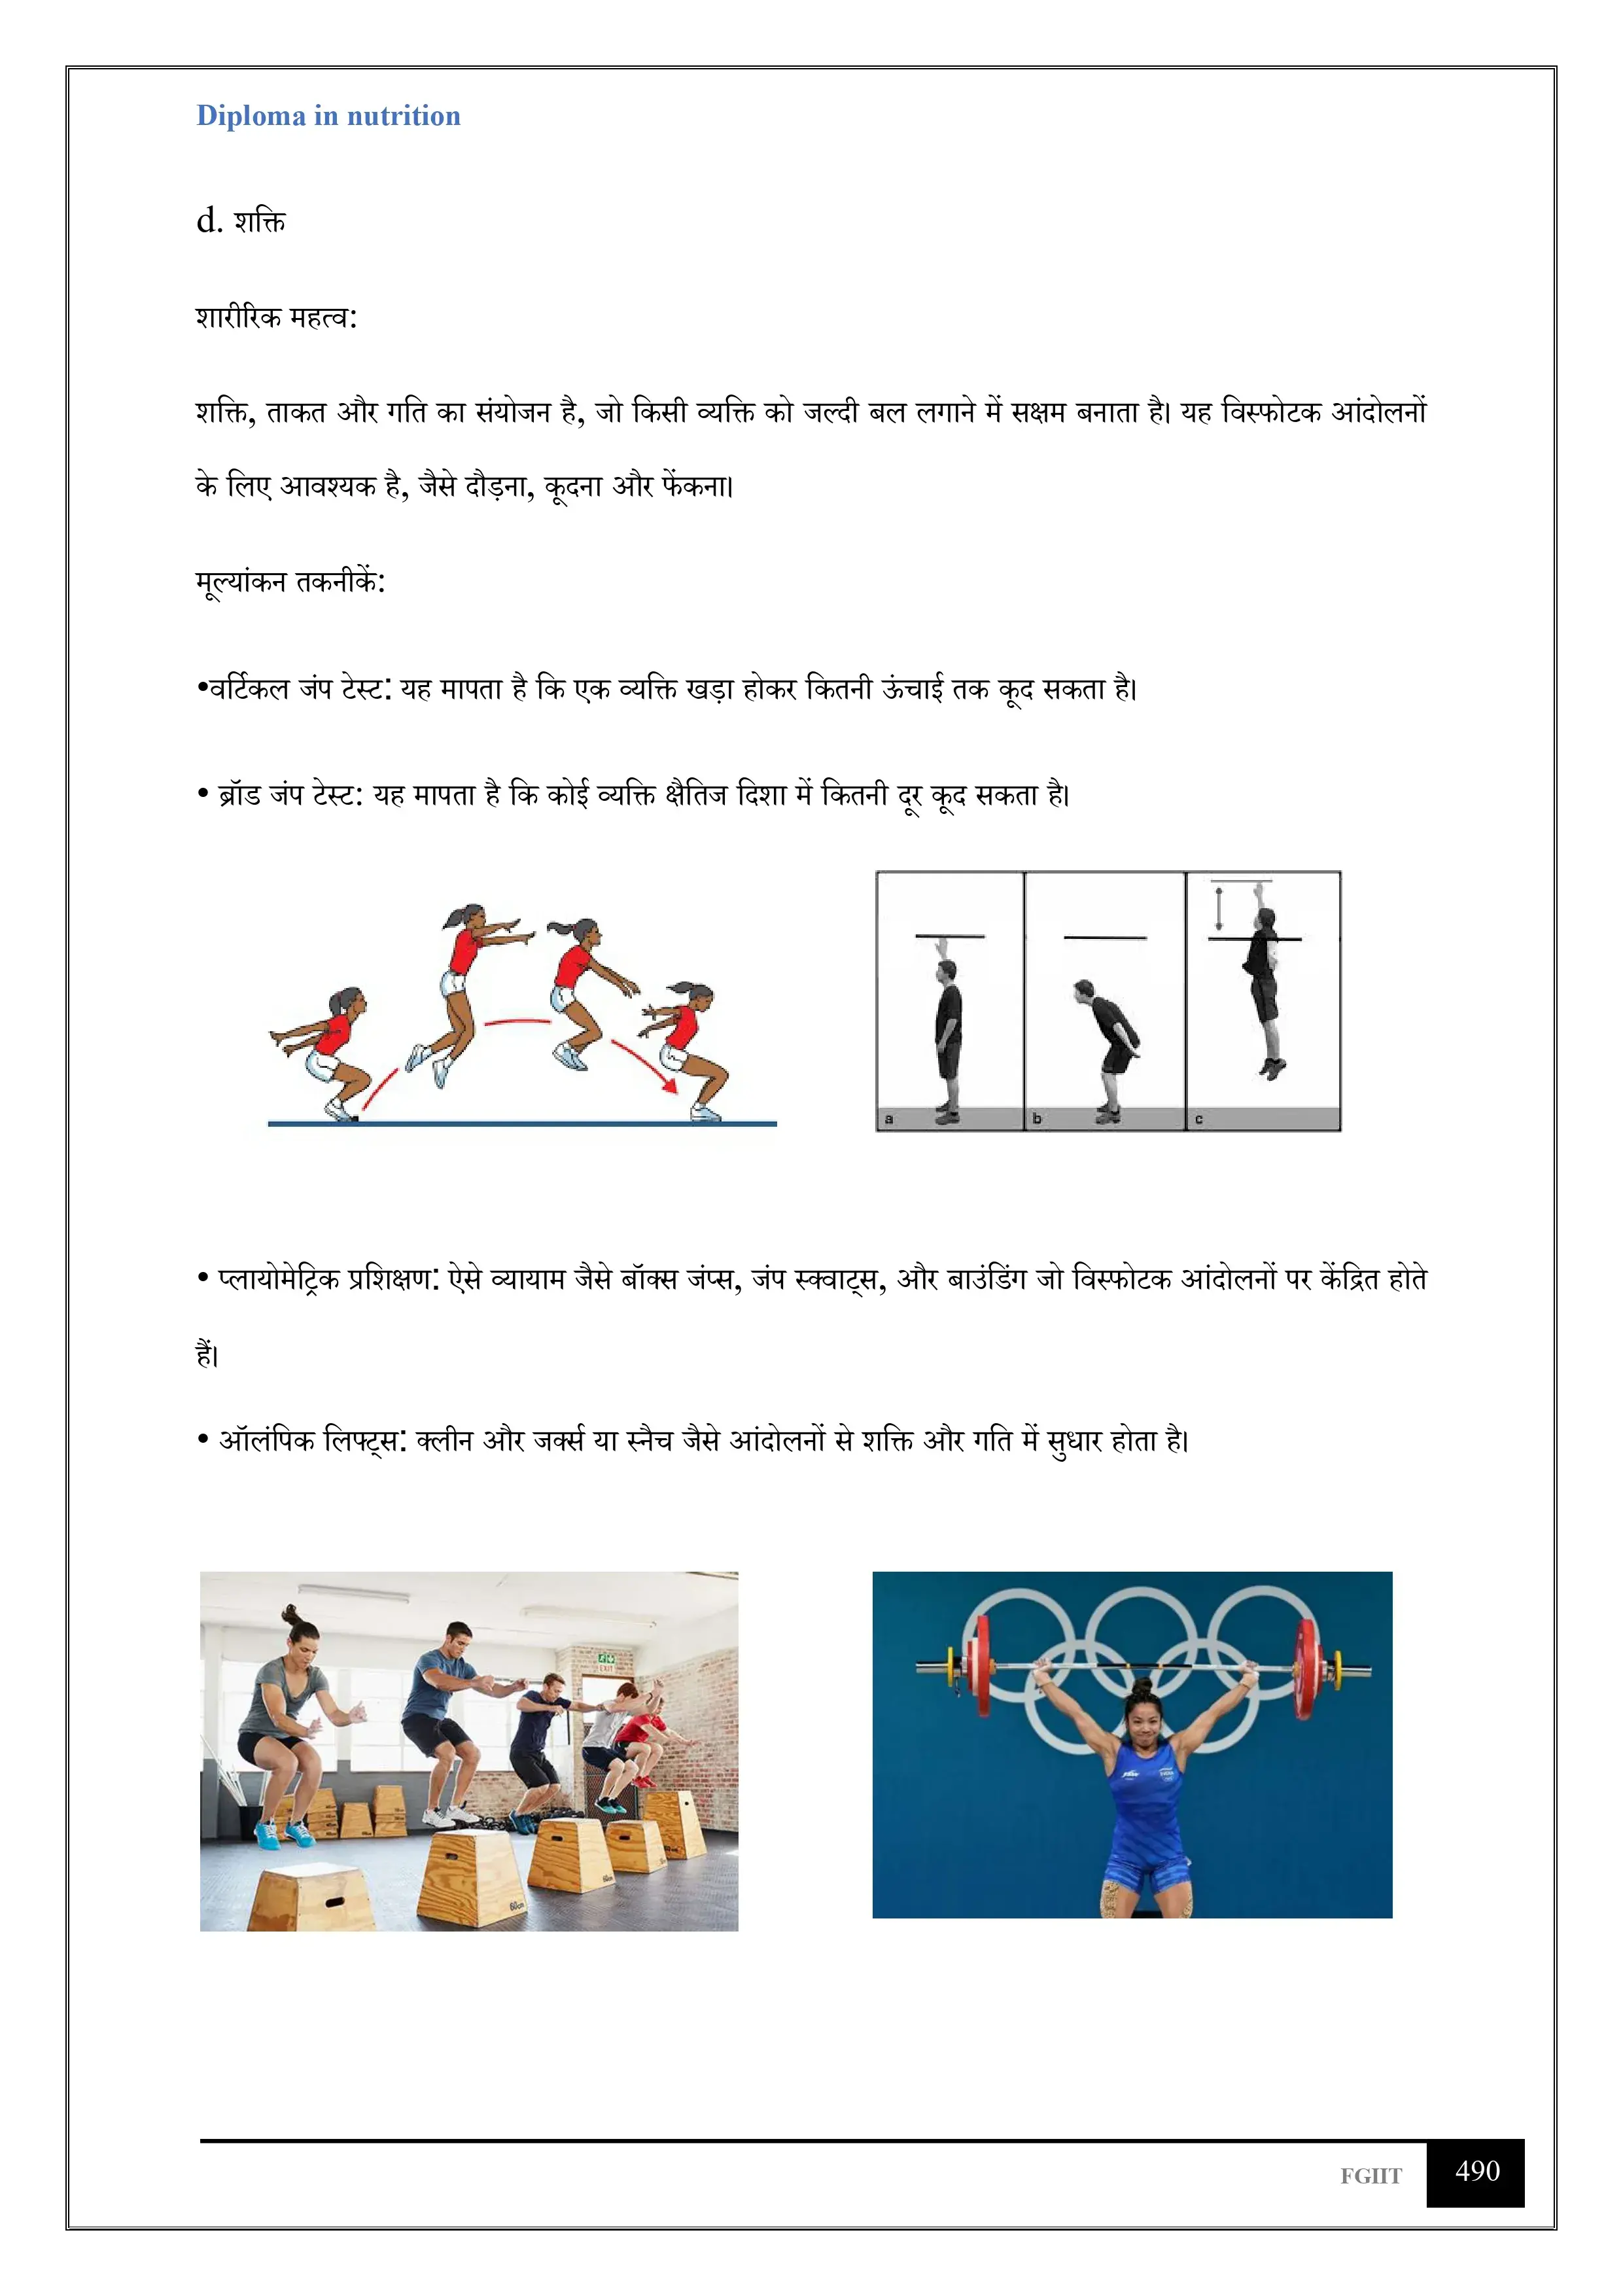 Diploma in nutrition
d. शक्ति
शारीरिक महत्व:
शक्ति, ताकत और गति का संयोजन है, जो किसी व्यक्ति को जल्दी बल लगाने में सक्षम बनाता है। यह विस्फोटक आंदोलनों
के लिए आवश्यक है, जैसे दौड़ना, कूदना और फेंकना।
मूल्यांकन तकनीकें:
•वर्टिकल जंप टेस्ट: यह मापता है कि एक व्यक्ति खड़ा होकर कितनी ऊंचाई तक कूद सकता है।
• ब्रॉड जंप टेस्ट: यह मापता है कि कोई व्यक्ति क्षैतिज दिशा में कितनी दूर कूद सकता है।
a b c
• प्लायोमेट्रिक प्रशिक्षण: ऐसे व्यायाम जैसे बॉक्स जंप्स, जंप स्क्वाट्स, और बाउंडिंग जो विस्फोटक आंदोलनों पर केंद्रित होते
हैं।
• ऑलंपिक लिफ्ट्स: क्लीन और जर्क्स या स्नैच जैसे आंदोलनों से शक्ति और गति में सुधार होता है।
EXIT
FGIIT 490